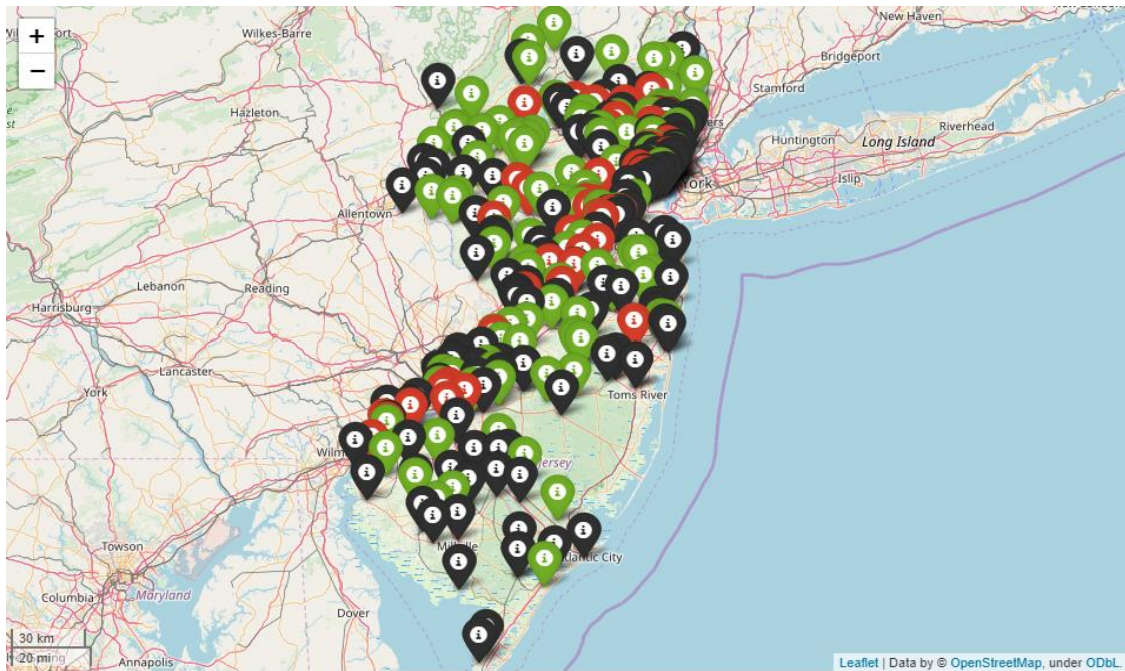 +
−
Wilkes-Barre
New Haven
Bridgeport
Stamford
Hazleton
Riverhead
Huntington
Long Island
Islip
York
Allentown
Lebanon
Reading
Harrisburg
Lancaster
York
Toms River
Towson
Atlantic City
Columbia
Maryland
Dover
30 km
20 mi
Annapolis
Leaflet | Data by © OpenStreetMap, under ODbL.